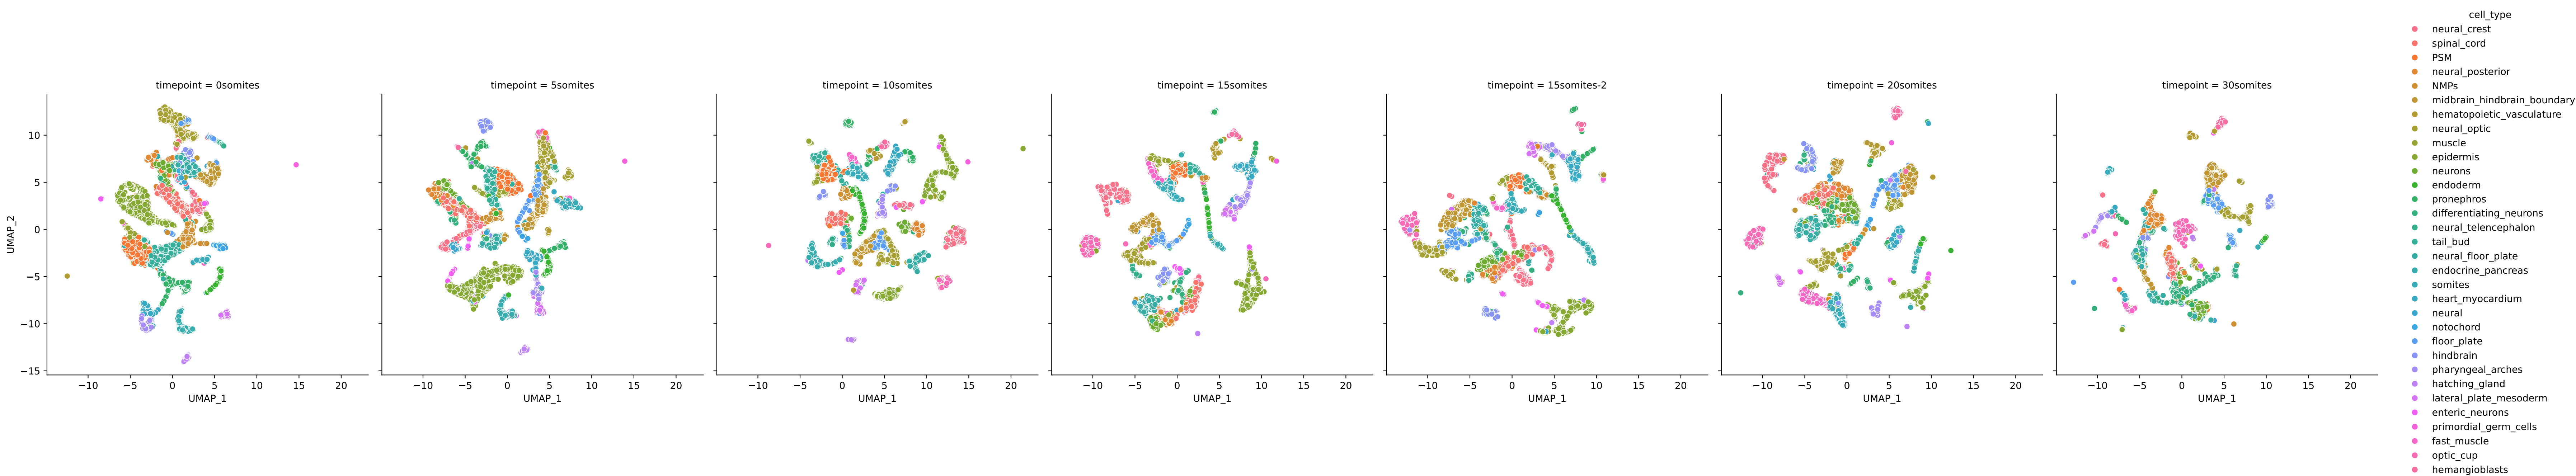 timepoint = 0somites
timepoint = 5somites
timepoint = 10somites
timepoint = 15somites
timepoint = 15somites-2
timepoint = 20somites
timepoint = 30somites
UMAP_2
10
5
0
−5
−10
−15
−10 −5 0 5 10 15 20
−10 −5 0 5 10 15 20
−10 −5 0 5 10 15 20
−10 −5 0 5 10 15 20
−10 −5 0 5 10 15 20
−10 −5 0 5 10 15 20
−10 −5 0 5 10 15 20
UMAP_1
UMAP_1
UMAP_1
UMAP_1
UMAP_1
UMAP_1
UMAP_1
cell_type
neural_crest
spinal_cord
PSM
neural_posterior
NMPs
midbrain_hindbrain_boundary
hematopoietic_vasculature
neural_optic
muscle
epidermis
neurons
endoderm
pronephros
differentiating_neurons
neural_telencephalon
tail_bud
neural_floor_plate
endocrine_pancreas
somites
heart_myocardium
neural
notochord
floor_plate
hindbrain
pharyngeal_arches
hatching_gland
lateral_plate_mesoderm
enteric_neurons
primordial_germ_cells
fast_muscle
optic_cup
hemangioblasts